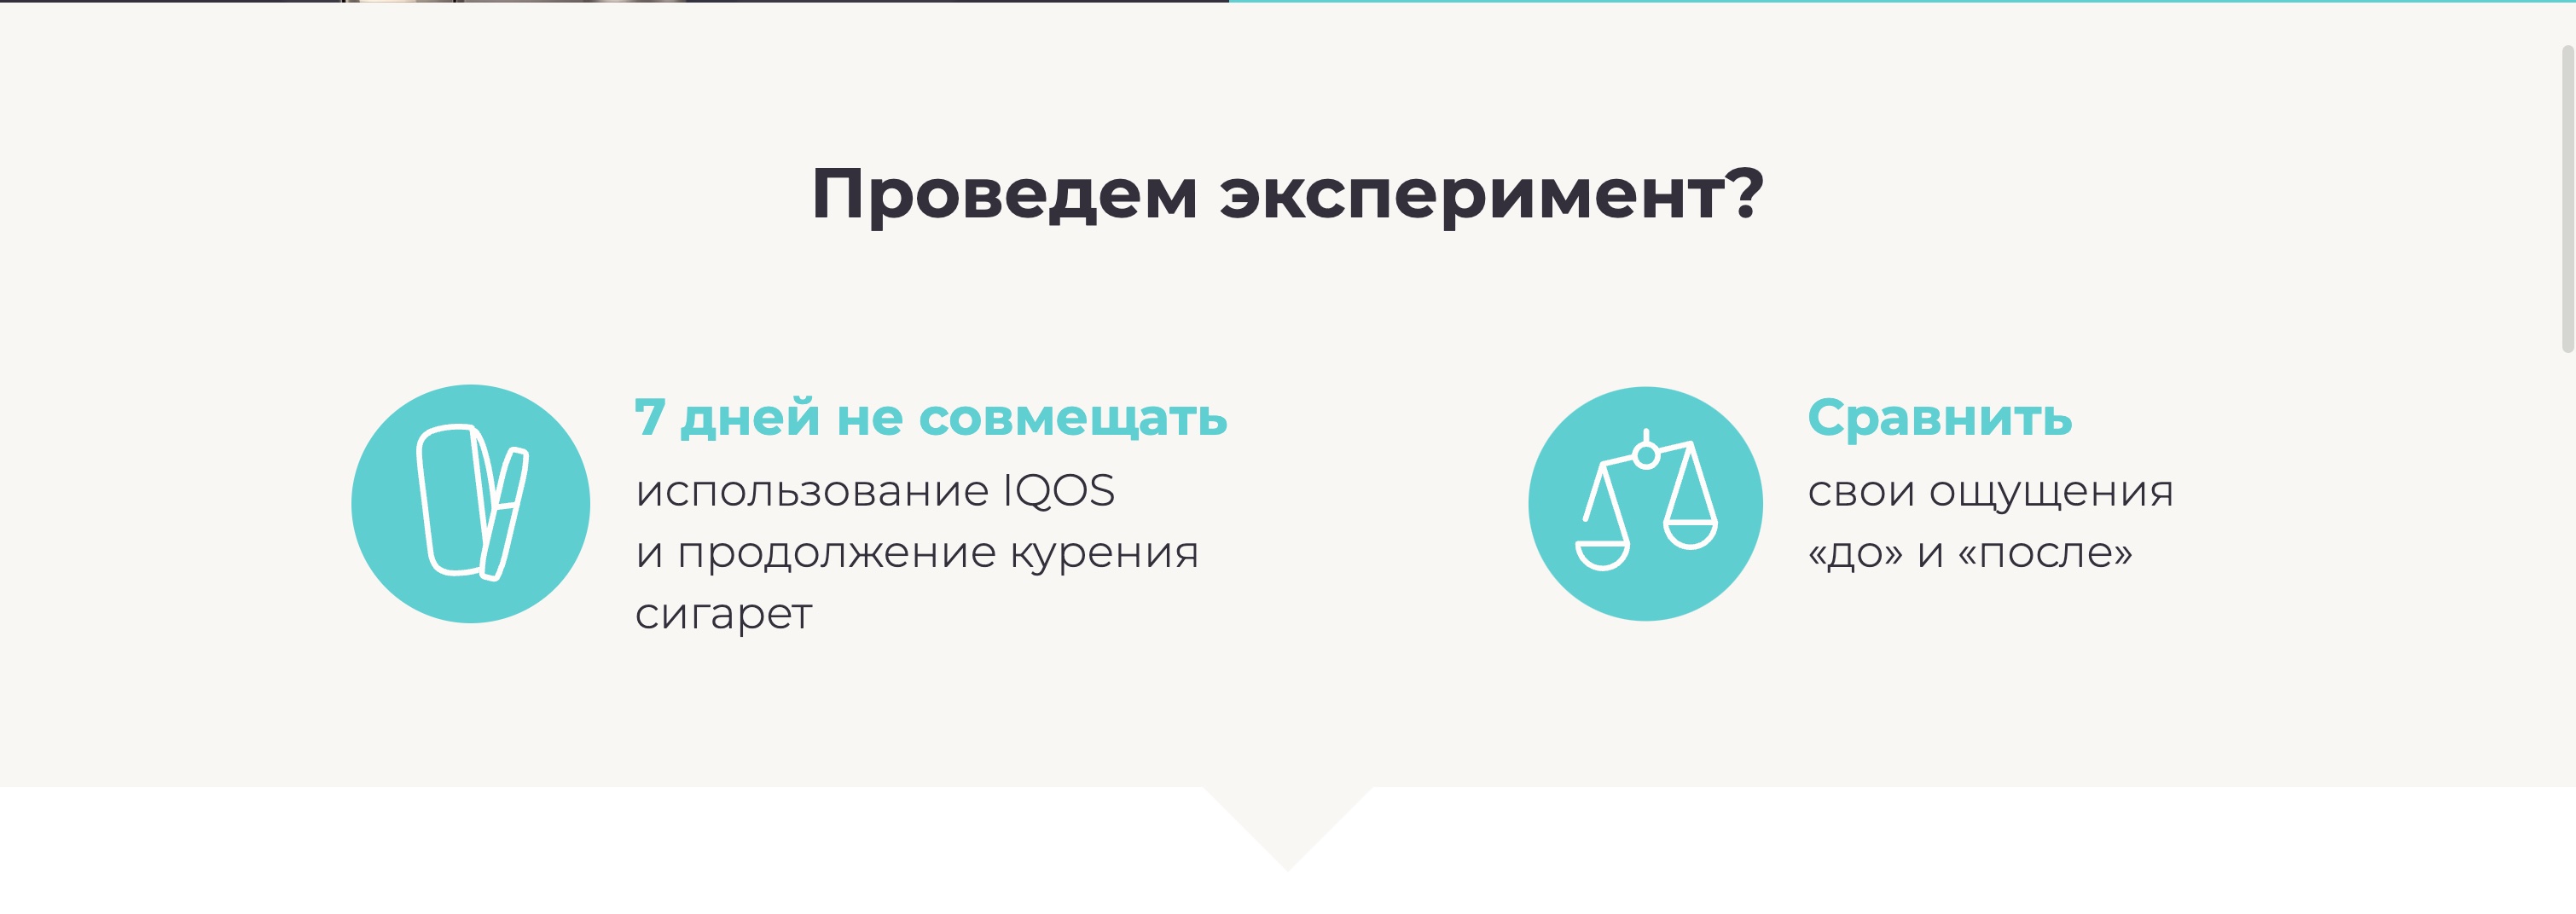 Проведем эксперимент?
7 дней не совмещать
использование IQOS
и продолжение курения
сигарет
Сравнить
свои ощущения
«до» и «после»